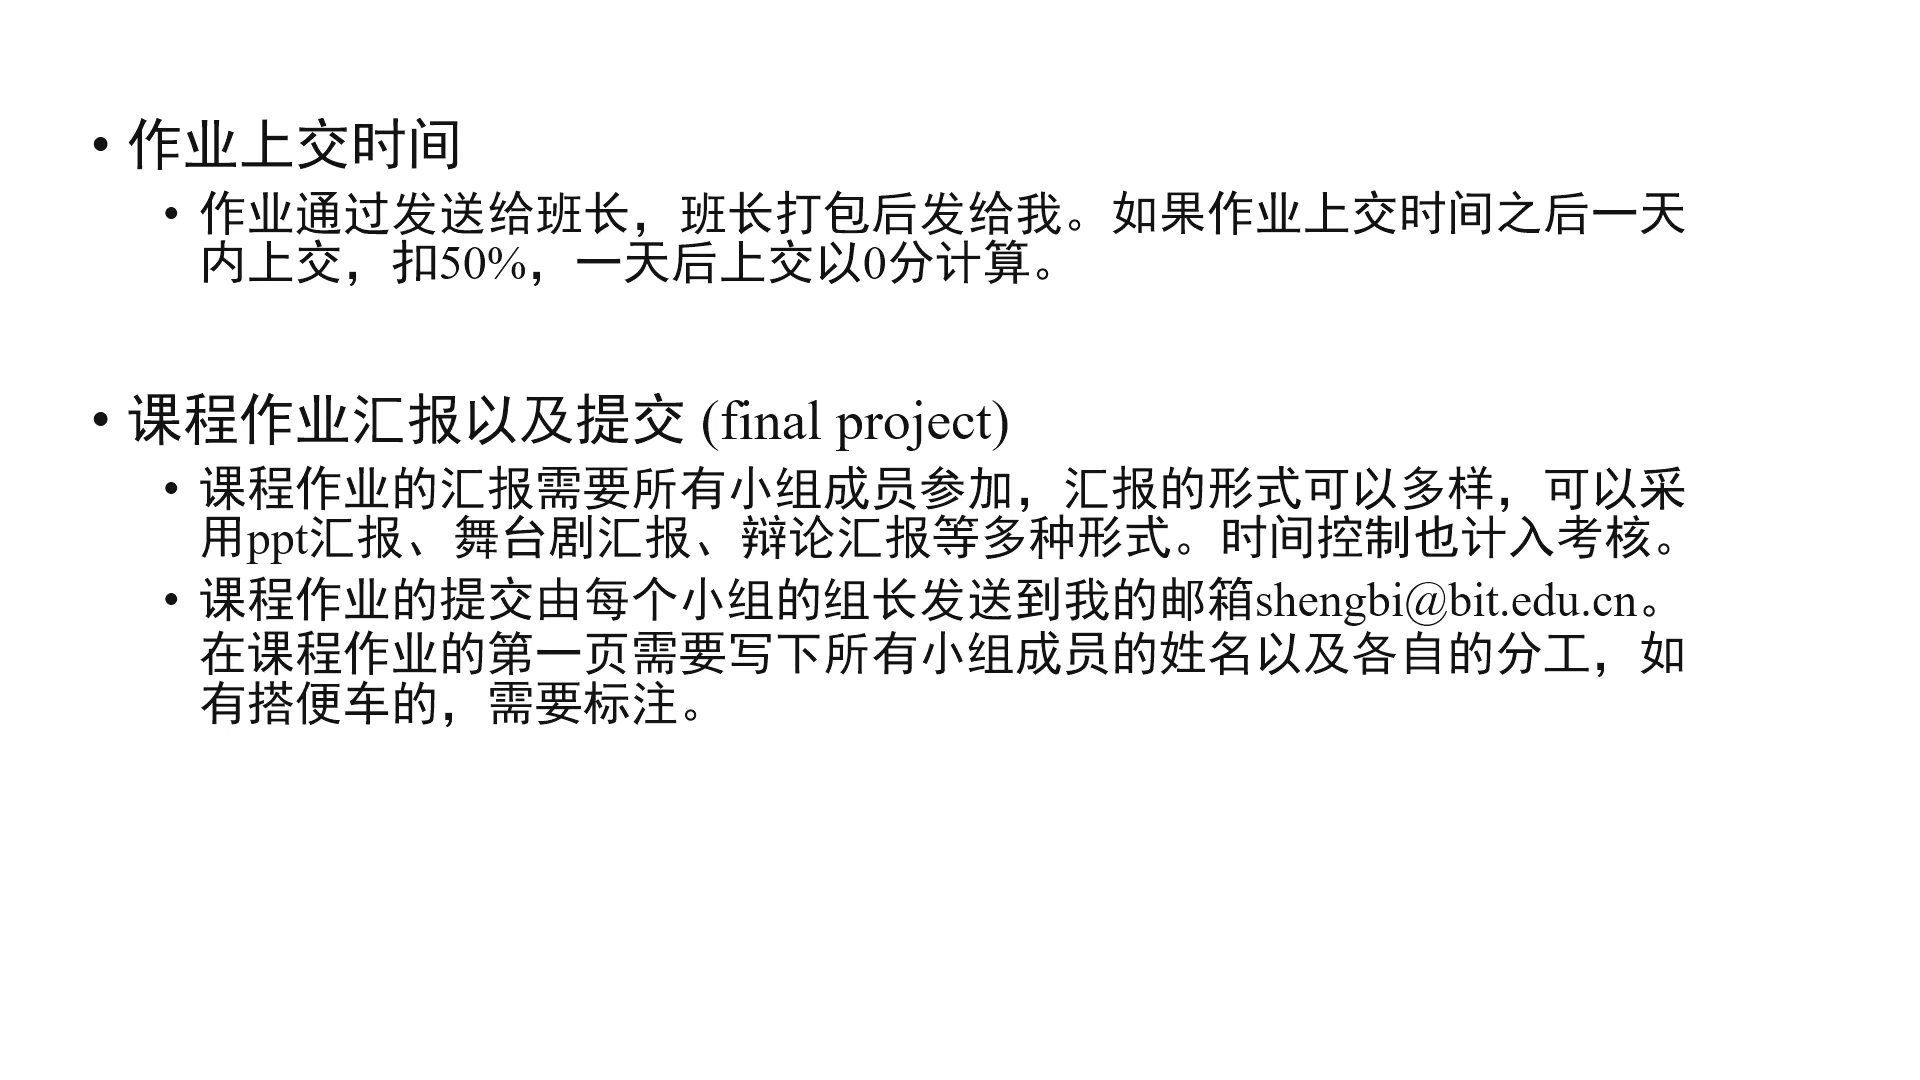 • 作业上交时间
• 作业通过发送给班长，班长打包后发给我。如果作业上交时间之后一天
内上交，扣50%，一天后上交以0分计算。
• 课程作业汇报以及提交 (final project)
• 课程作业的汇报需要所有小组成员参加，汇报的形式可以多样，可以采
用ppt汇报、舞台剧汇报、辩论汇报等多种形式。时间控制也计入考核。
• 课程作业的提交由每个小组的组长发送到我的邮箱shengbi@bit.edu.cn。
在课程作业的第一页需要写下所有小组成员的姓名以及各自的分工，如
有搭便车的，需要标注。